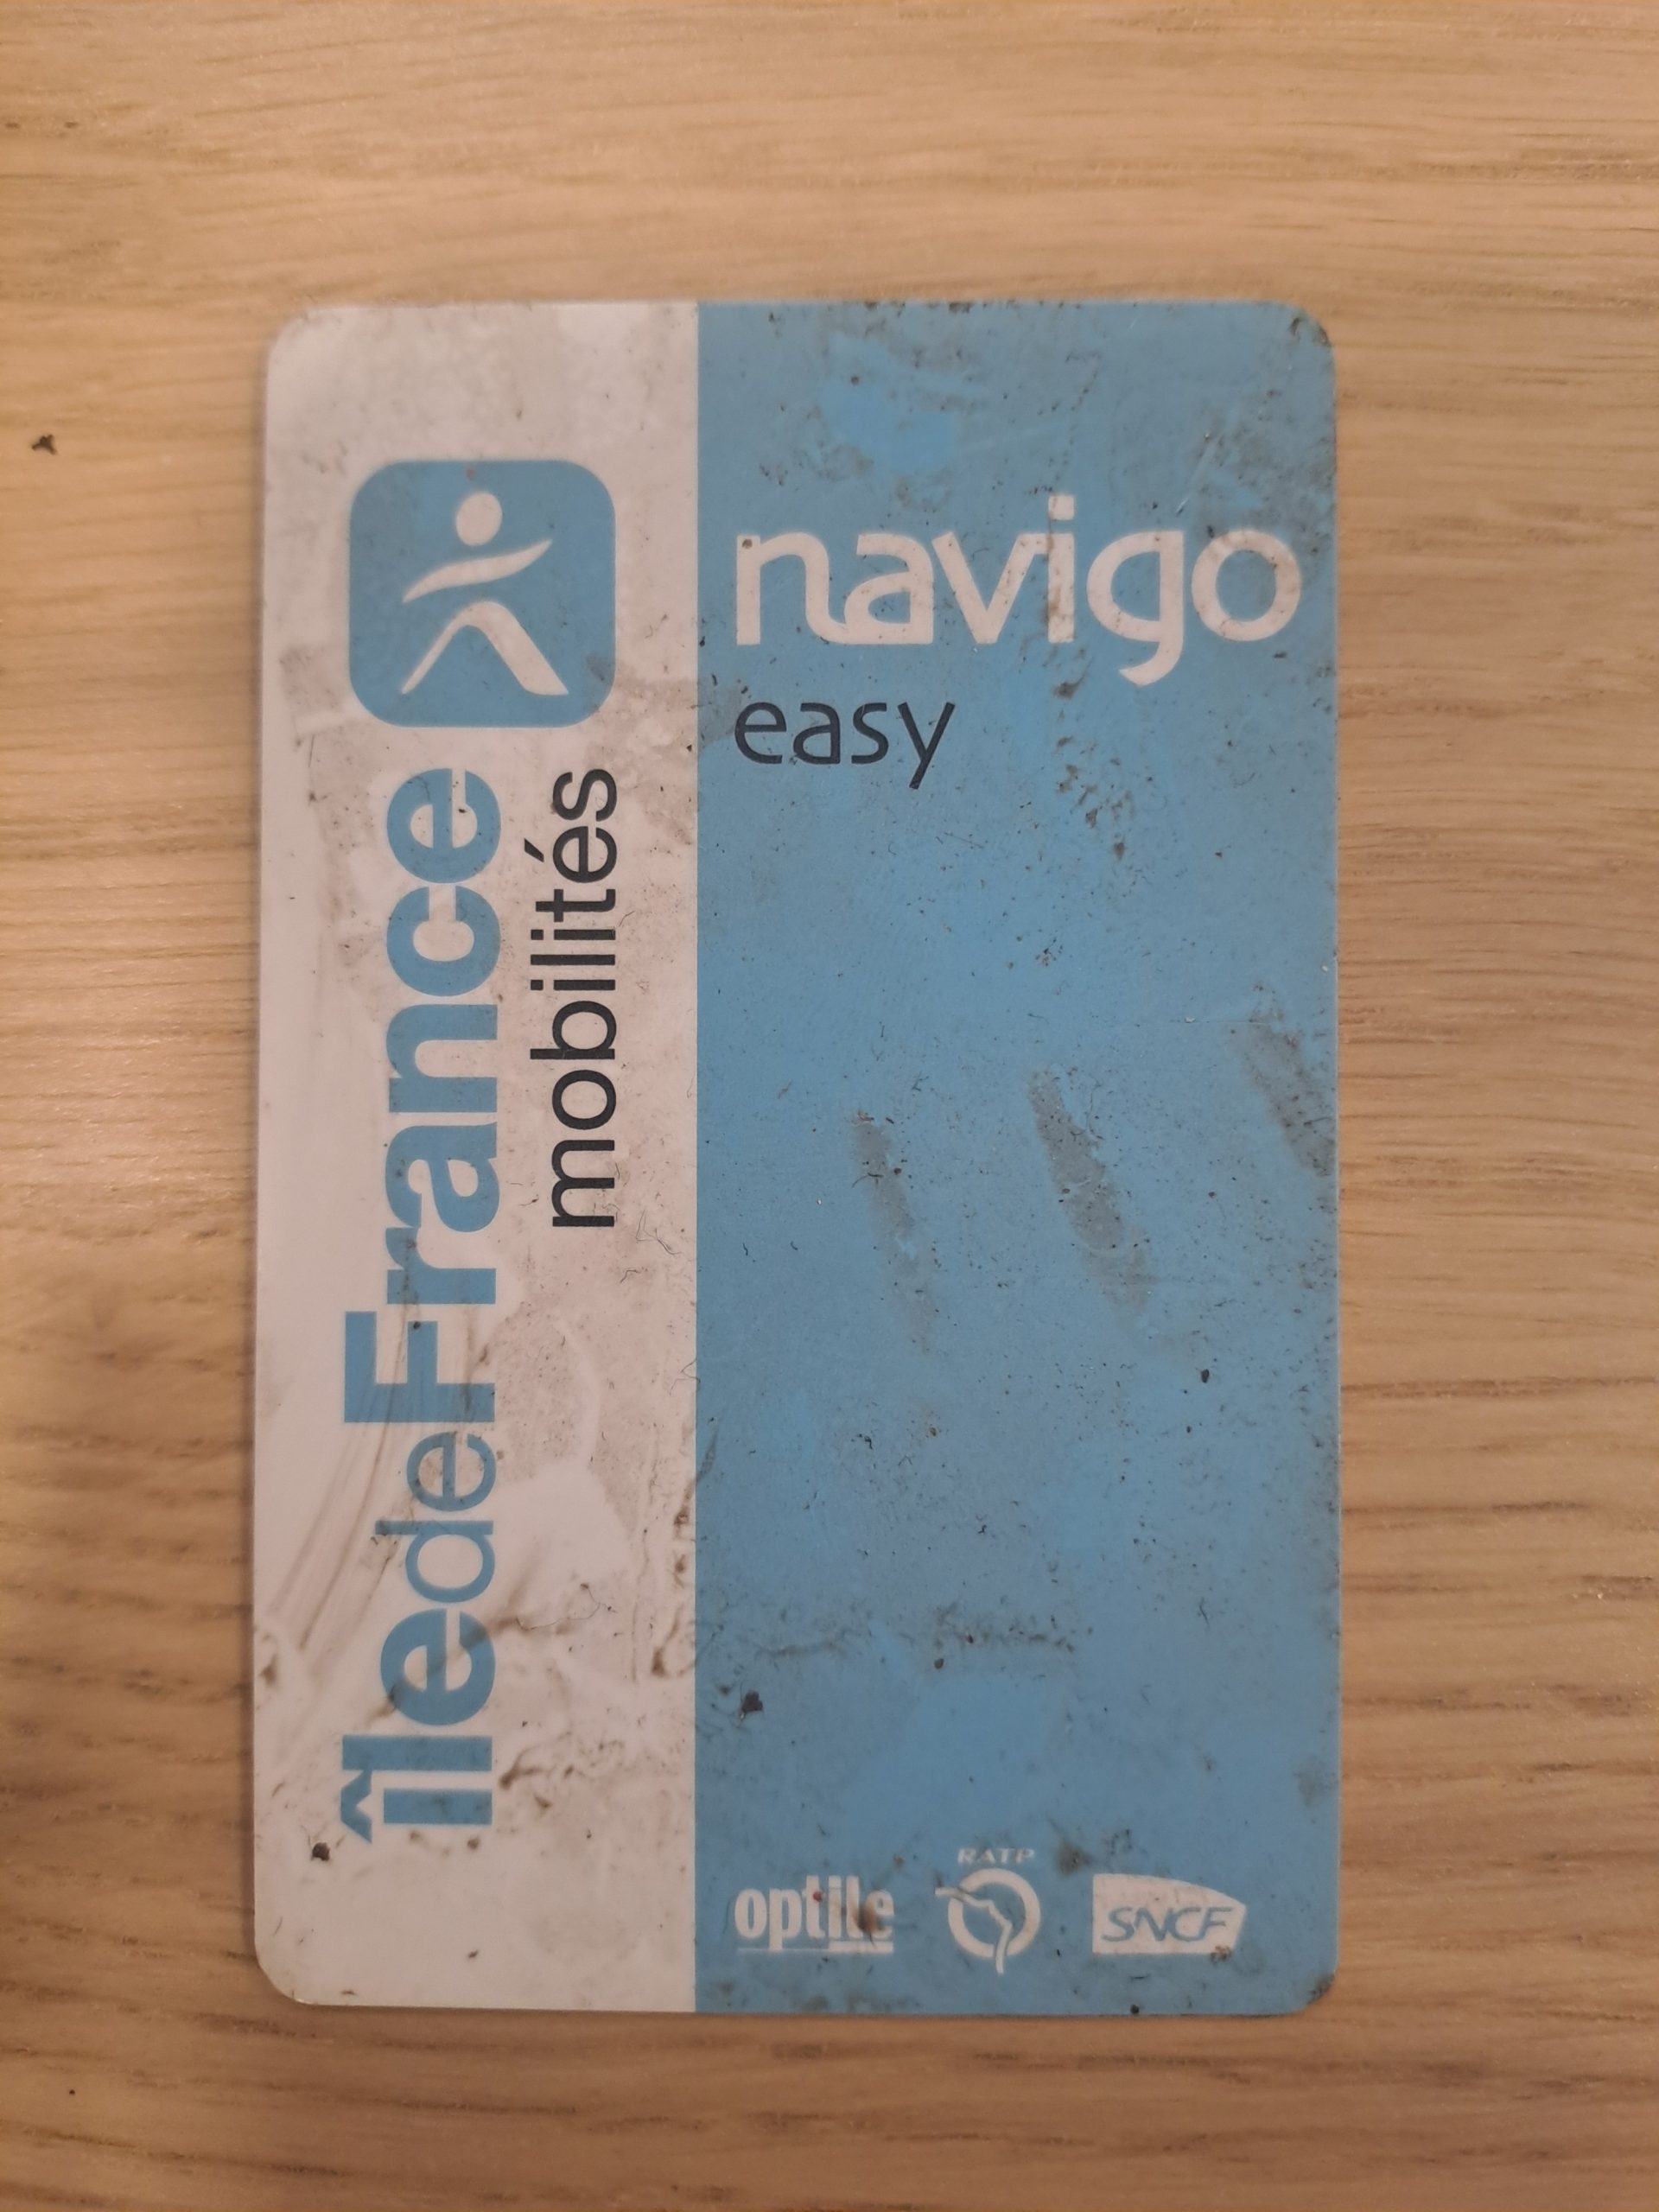 îledeFrance
mobilités
navigo
easy
optile
RATP
SNCF